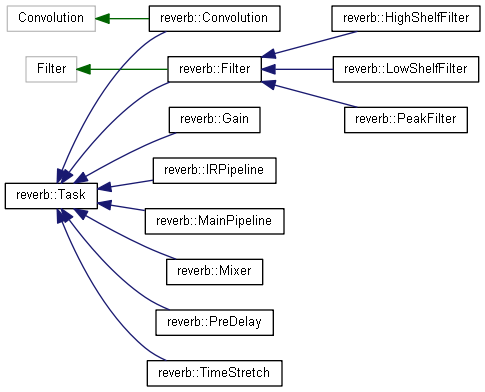 Convolution
reverb::Convolution
reverb::HighShelfFilter
Filter
reverb::Filter
reverb::LowShelfFilter
reverb::PeakFilter
reverb::Gain
reverb::IRPipeline
reverb::Task
reverb::MainPipeline
reverb::Mixer
reverb::PreDelay
reverb::TimeStretch